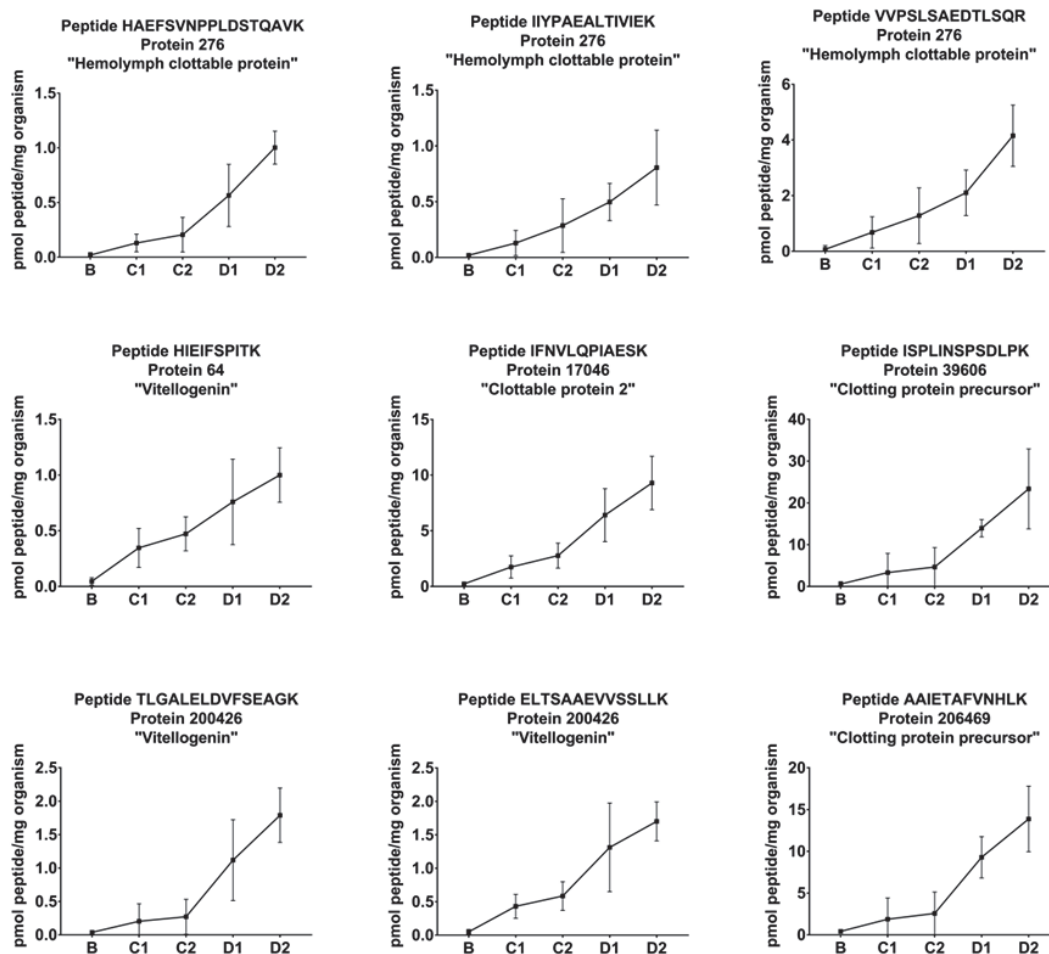 Peptide HAEFSVNPPLDSTQAVK
Protein 276
"Hemolymph clottable protein"
pmol peptide/mg organism
1.5
1.0
0.5
0.0
B C1 C2 D1 D2
Peptide IIYPAEALTIVIEK
Protein 276
"Hemolymph clottable protein"
pmol peptide/mg organism
1.5
1.0
0.5
0.0
B C1 C2 D1 D2
Peptide VVPSLSAEDTLSQR
Protein 276
"Hemolymph clottable protein"
pmol peptide/mg organism
6
4
2
0
B C1 C2 D1 D2
Peptide HIEIFSPITK
Protein 64
"Vitellogenin"
pmol peptide/mg organism
1.5
1.0
0.5
0.0
B C1 C2 D1 D2
Peptide IFNVLQPIAESK
Protein 17046
"Clottable protein 2"
pmol peptide/mg organism
15
10
5
0
B C1 C2 D1 D2
Peptide ISPLINSPSDLPK
Protein 39606
"Clotting protein precursor"
pmol peptide/mg organism
40
30
20
10
0
B C1 C2 D1 D2
Peptide TLGALELDVFSEAGK
Protein 200426
"Vitellogenin"
pmol peptide/mg organism
2.5
2.0
1.5
1.0
0.5
0.0
B C1 C2 D1 D2
Peptide ELTSAAEVVSSLLK
Protein 200426
"Vitellogenin"
pmol peptide/mg organism
2.5
2.0
1.5
1.0
0.5
0.0
B C1 C2 D1 D2
Peptide AAIETAFVNHLK
Protein 206469
"Clotting protein precursor"
pmol peptide/mg organism
20
15
10
5
0
B C1 C2 D1 D2